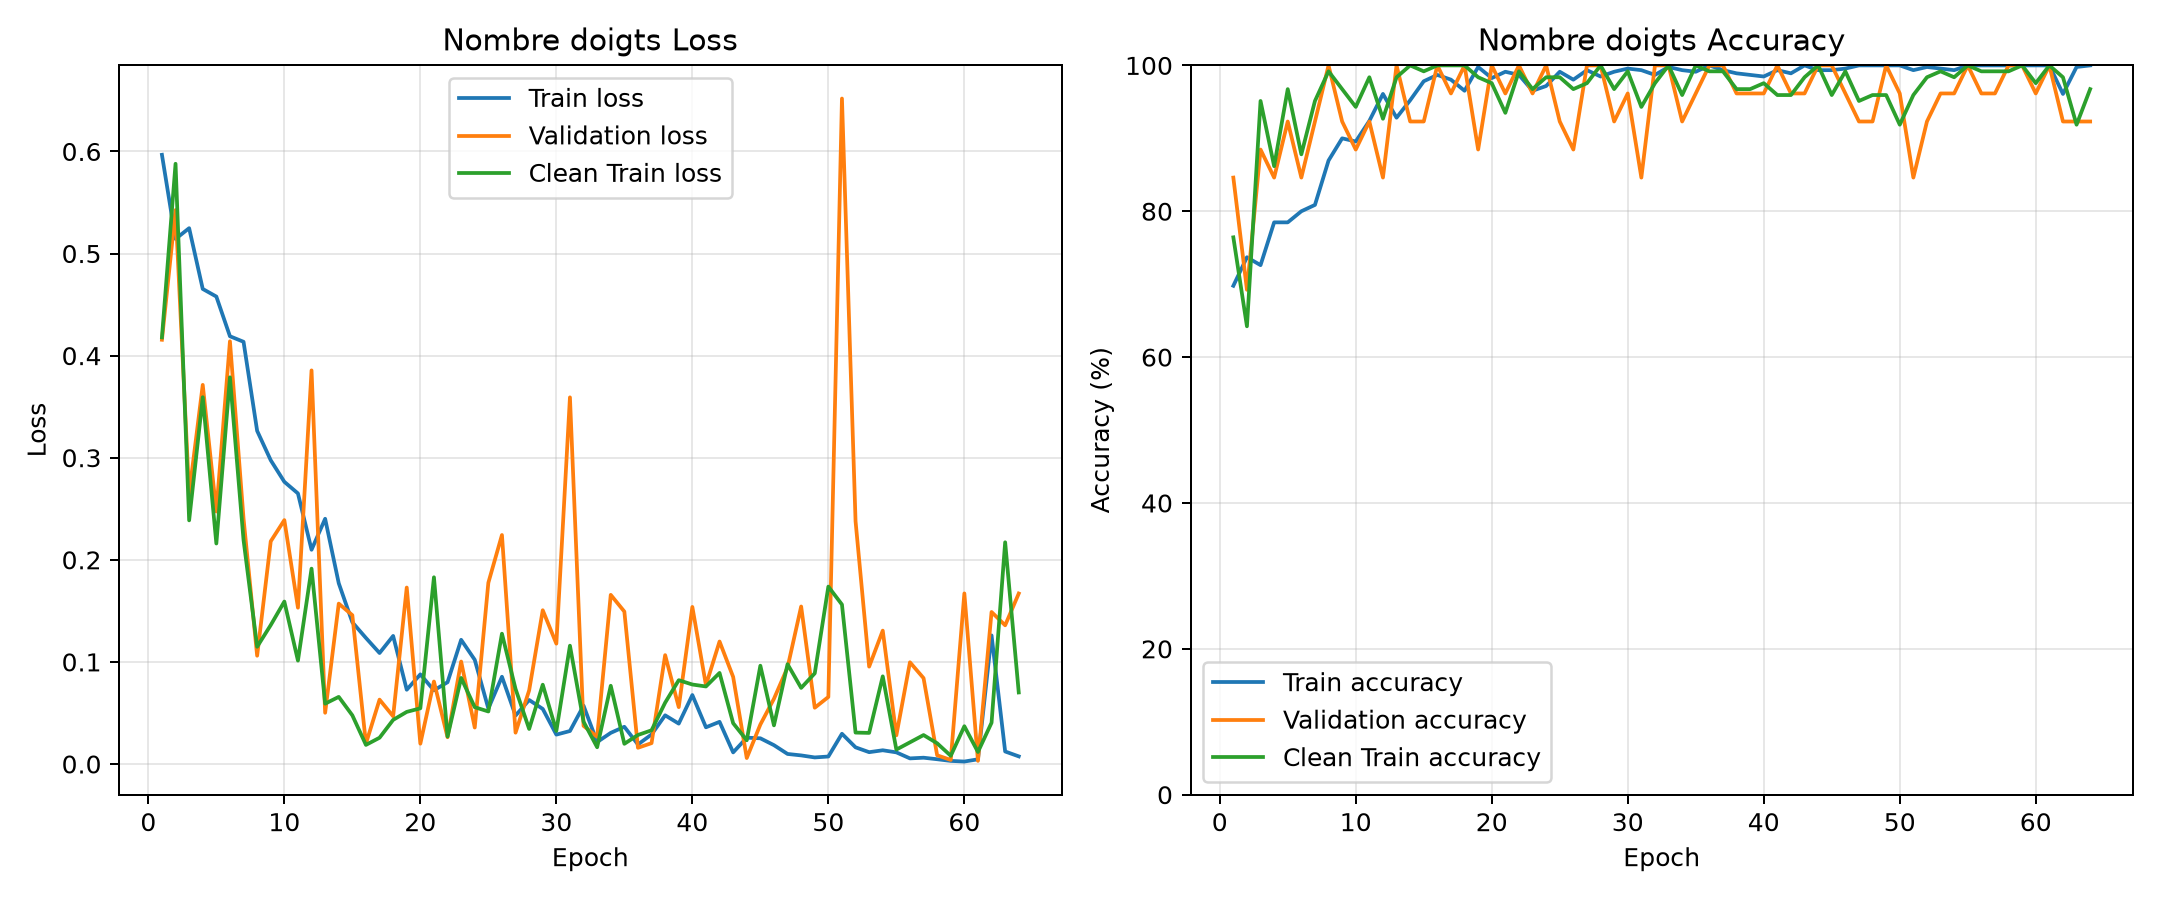 Nombre doigts Loss
Train loss
Validation loss
Clean Train loss
Loss
0.6
0.5
0.4
0.3
0.2
0.1
0.0
0 10 20 30 40 50 60
Epoch
Nombre doigts Accuracy
Accuracy (%)
100
80
60
40
20
0
Train accuracy
Validation accuracy
Clean Train accuracy
0 10 20 30 40 50 60
Epoch